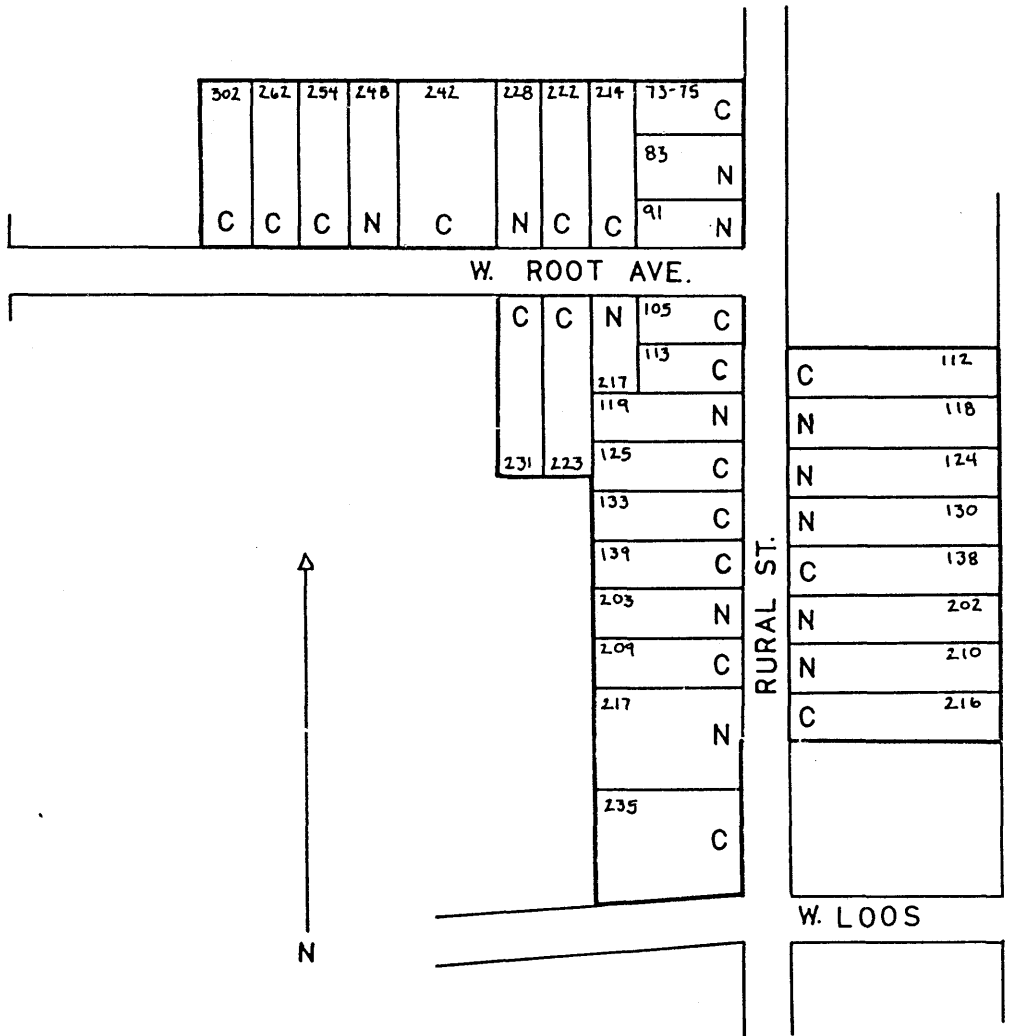 302 262 254 248 242 228 222 214 73-75
C
83
N
91
C C C N C N C C N
W. ROOT AVE.
C C N 105 C
113 C
217
112
C
119 N
118
N
231 223
125 C
124
N
133 C
130
N
139 C
138
C
203 N
202
N
209 C
210
N
217
N
216
C
RURAL ST.
235
C
W. LOOS
N